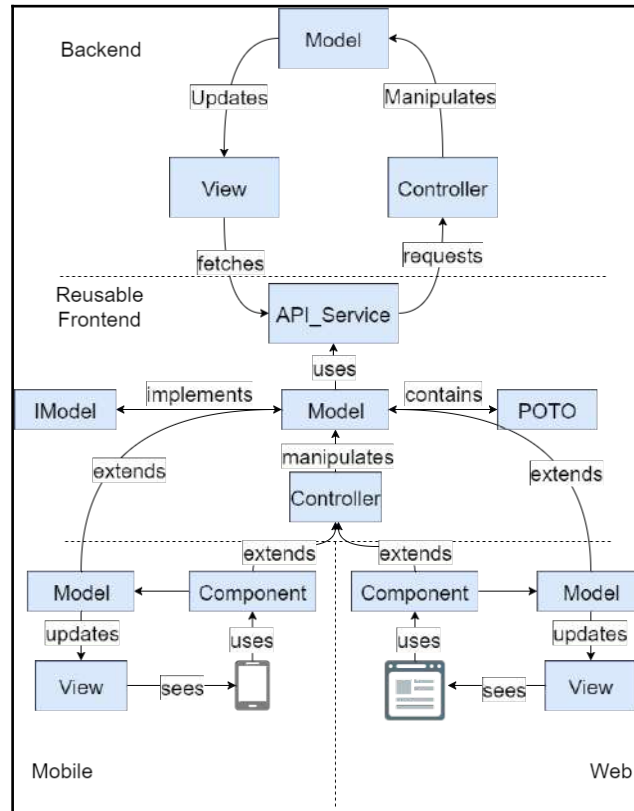 Backend
Model
Updates
Manipulates
View
Controller
fetches
requests
Reusable
Frontend
API_Service
uses
IModel
implements
Model
contains
POTO
extends
manipulates
extends
Controller
extends
extends
Model
Component
Component
Model
updates
uses
uses
updates
View
sees
sees
View
Mobile
Web